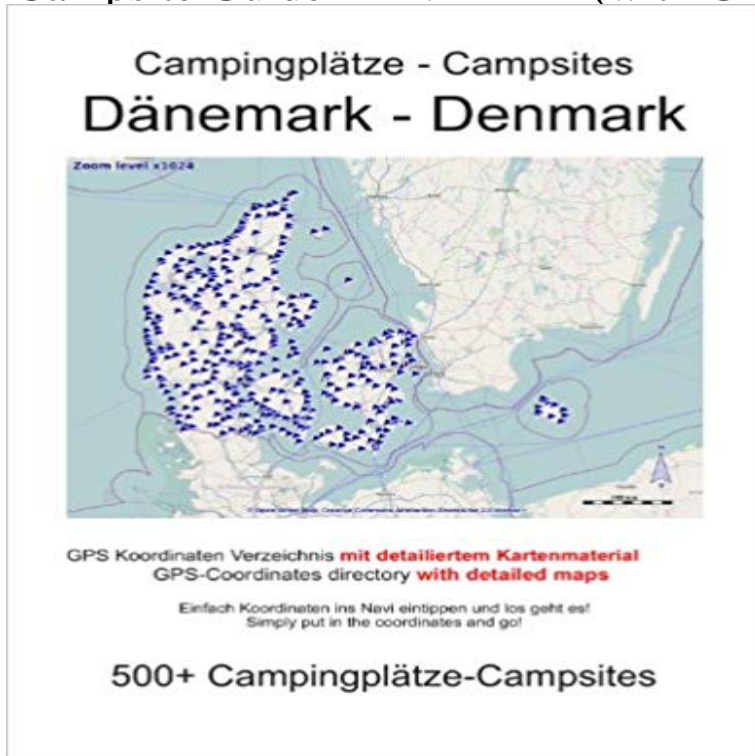 Campingplätze - Campsites
Dänemark - Denmark
Zoom level x1024
GPS Koordinaten Verzeichnis mit detailiertem Kartenmaterial
GPS-Coordinates directory with detailed maps
Einfach Koordinaten ins Navi eintippen und los geht es!
Simply put in the coordinates and go!
500+ Campingplätze-Campsites